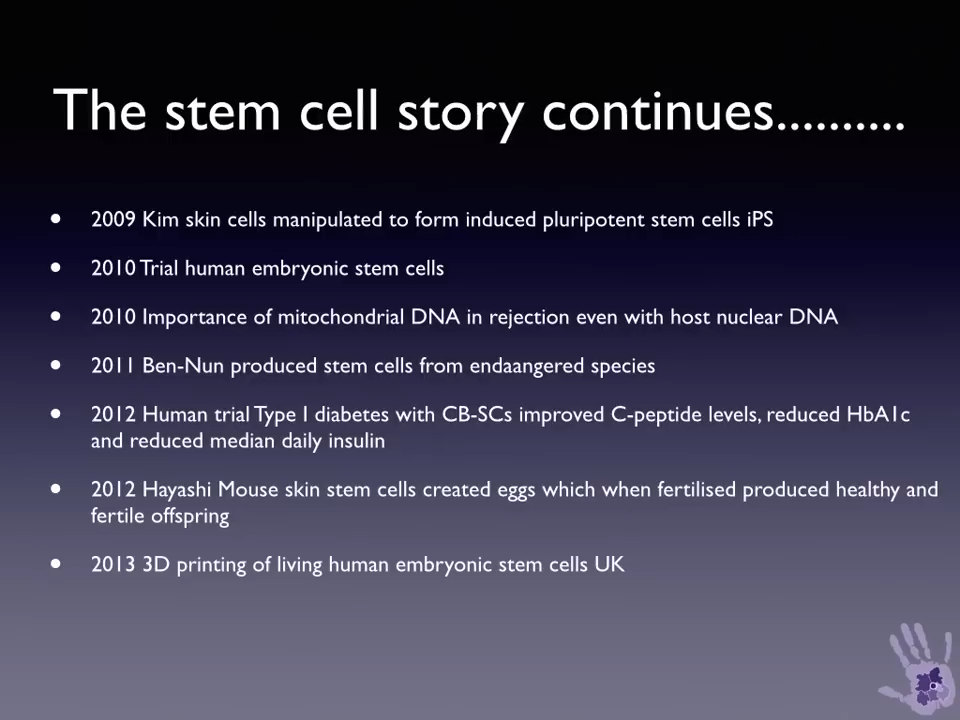 The stem cell story continues..........
• 2009 Kim skin cells manipulated to form induced pluripotent stem cells iPS
• 2010 Trial human embryonic stem cells
• 2010 Importance of mitochondrial DNA in rejection even with host nuclear DNA
• 2011 Ben-Nun produced stem cells from endaangered species
• 2012 Human trial Type I diabetes with CB-SCs improved C-peptide levels, reduced HbA1c
and reduced median daily insulin
• 2012 Hayashi Mouse skin stem cells created eggs which when fertilised produced healthy and
fertile offspring
• 2013 3D printing of living human embryonic stem cells UK